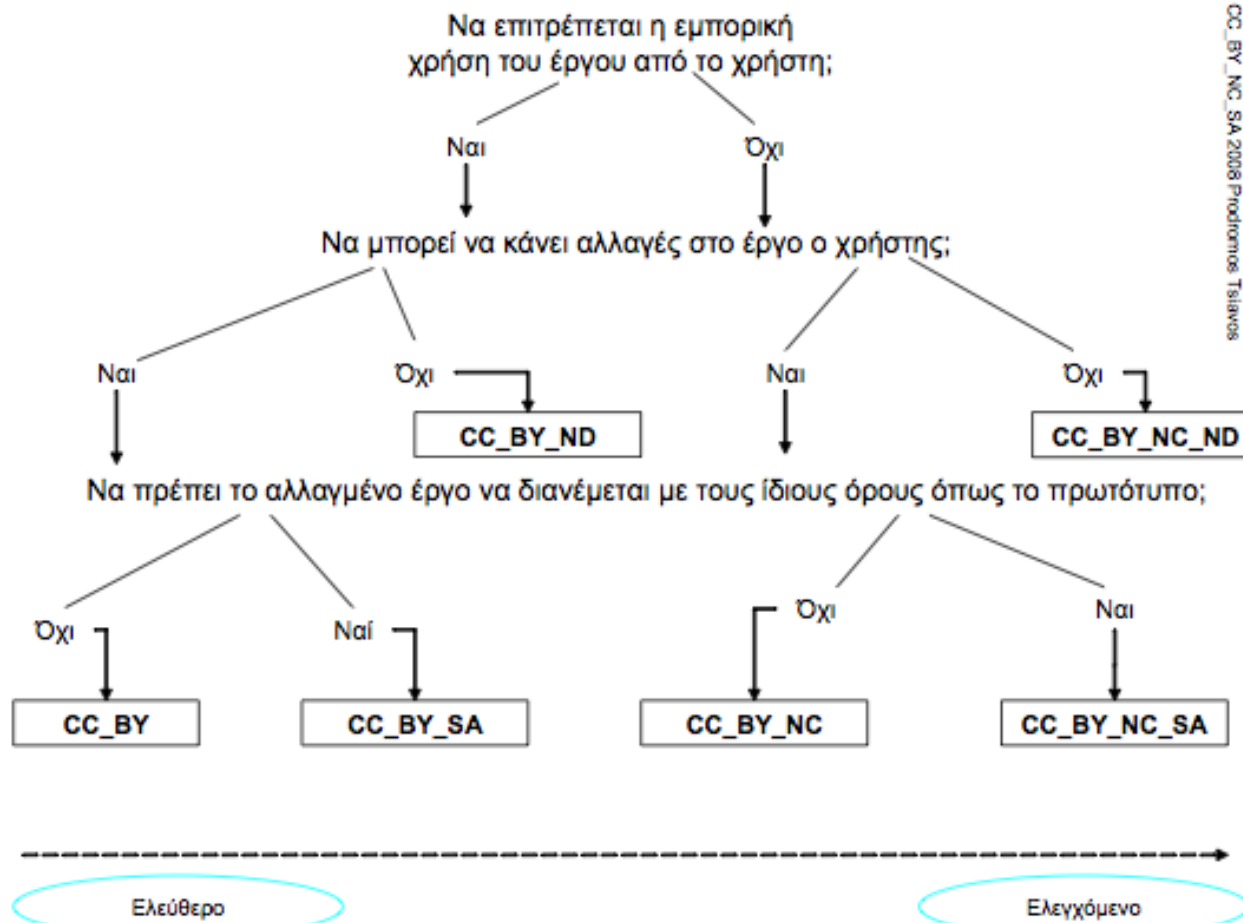 Να επιτρέπεται η εμπορική
χρήση του έργου από το χρήστη;
Ναι
Όχι
Να μπορεί να κάνει αλλαγές στο έργο ο χρήστης;
Ναι
Όχι
Ναι
Όχι
CC_BY_ND
CC_BY_NC_ND
Να πρέπει το αλλαγμένο έργο να διανέμεται με τους ίδιους όρους όπως το πρωτότυπο;
Όχι
Ναί
Όχι
Ναι
CC_BY
CC_BY_SA
CC_BY_NC
CC_BY_NC_SA
Ελεύθερο
Ελεγχόμενο
CC_BY_NC_SA 2008 Prodromos Tsiavos